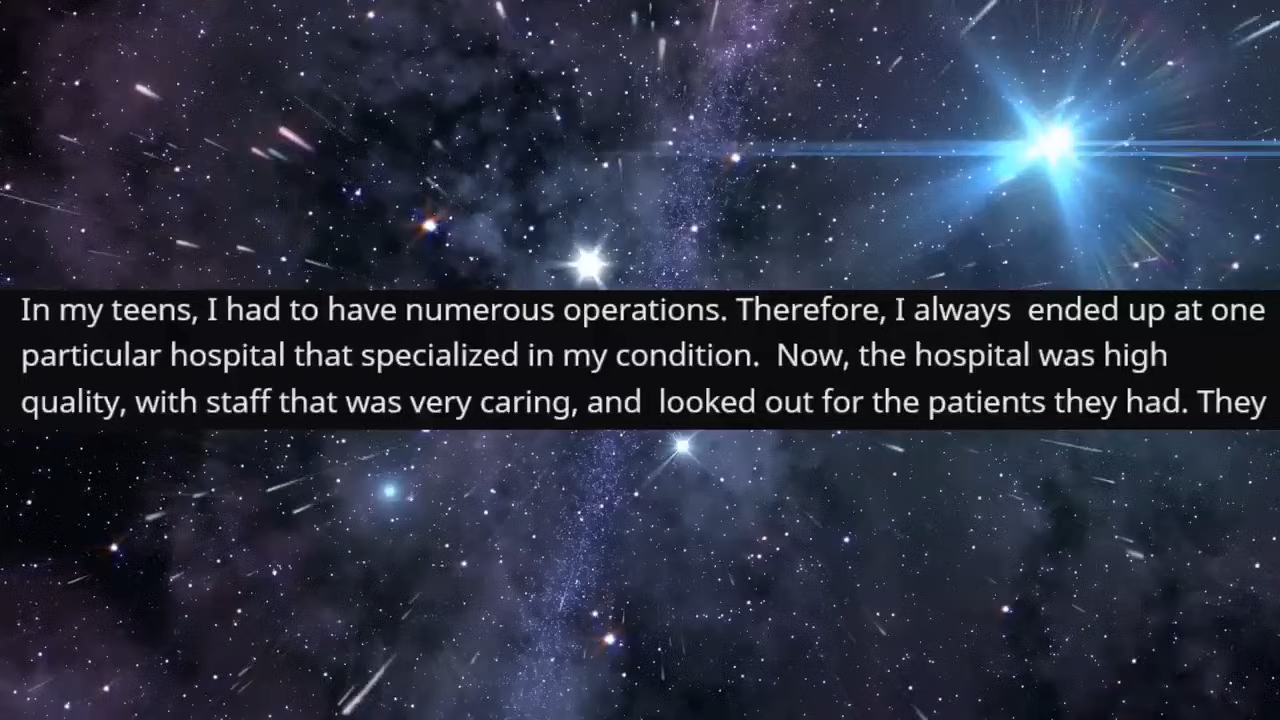 In my teens, I had to have numerous operations. Therefore, I always  ended up at one
particular hospital that specialized in my condition.  Now, the hospital was high
quality, with staff that was very caring, and  looked out for the patients they had. They